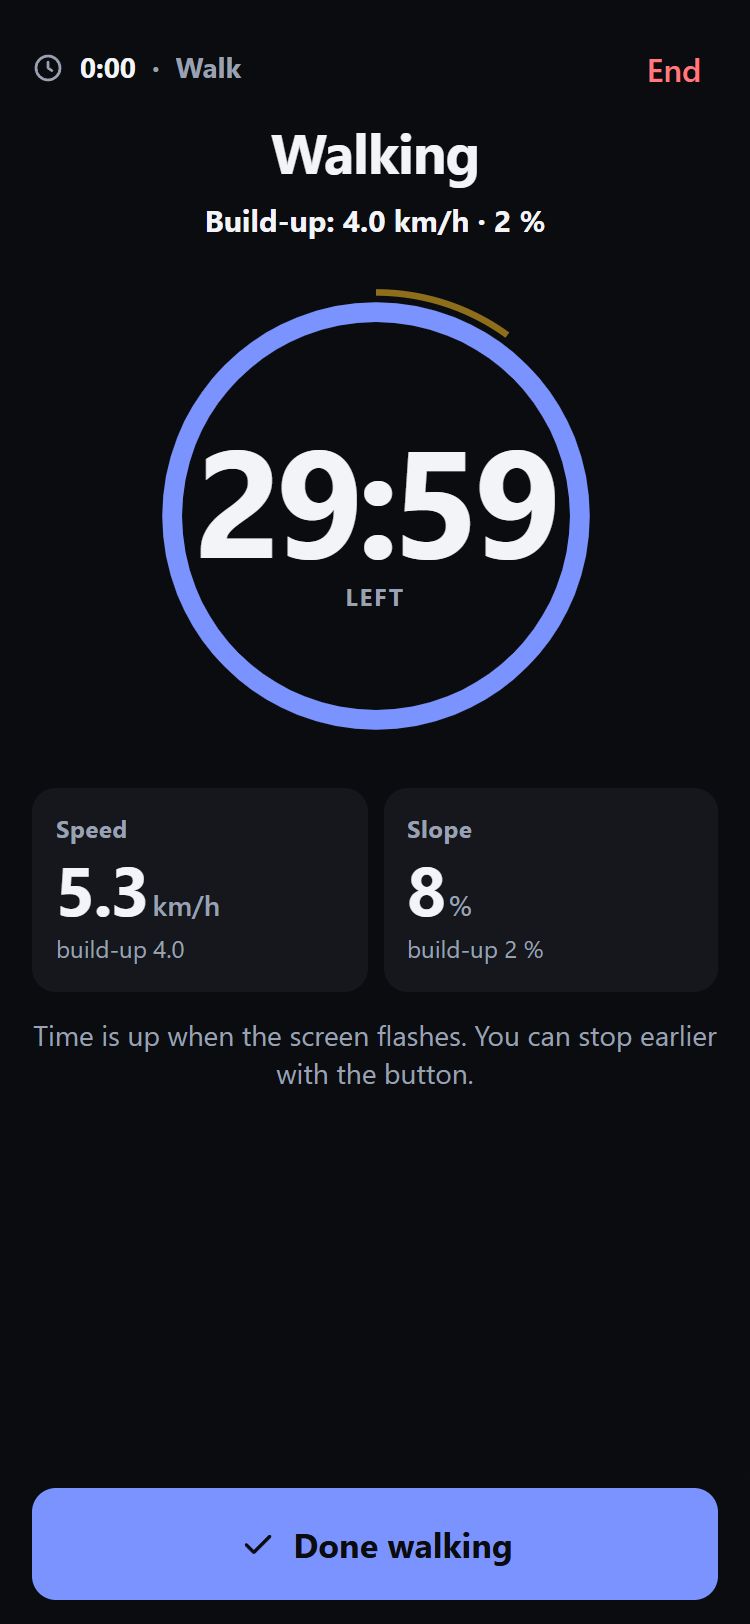 0:00 · Walk
End
Walking
Build-up: 4.0 km/h · 2 %
29:59
LEFT
Speed
5.3 km/h
build-up 4.0
Slope
8 %
build-up 2 %
Time is up when the screen flashes. You can stop earlier
with the button.
Done walking